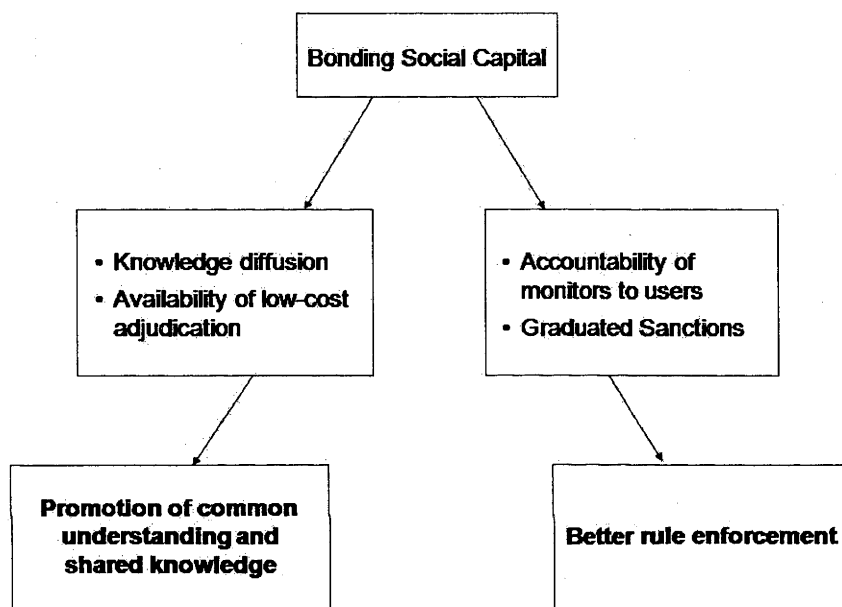 Bonding Social Capital
• Knowledge diffusion
• Availability of low-cost
adjudication
• Accountability of
monitors to users
• Graduated Sanctions
Promotion of common
understanding and
shared knowledge
Better rule enforcement